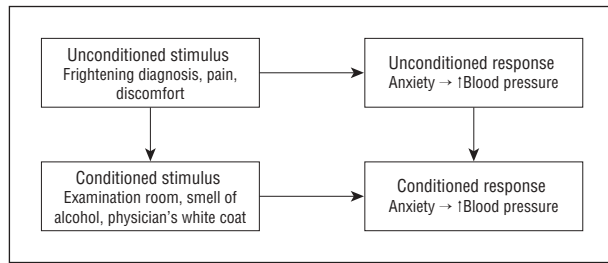 Unconditioned stimulus
Frightening diagnosis, pain,
discomfort
Unconditioned response
Anxiety → ↑Blood pressure
Conditioned stimulus
Examination room, smell of
alcohol, physician's white coat
Conditioned response
Anxiety → ↑Blood pressure